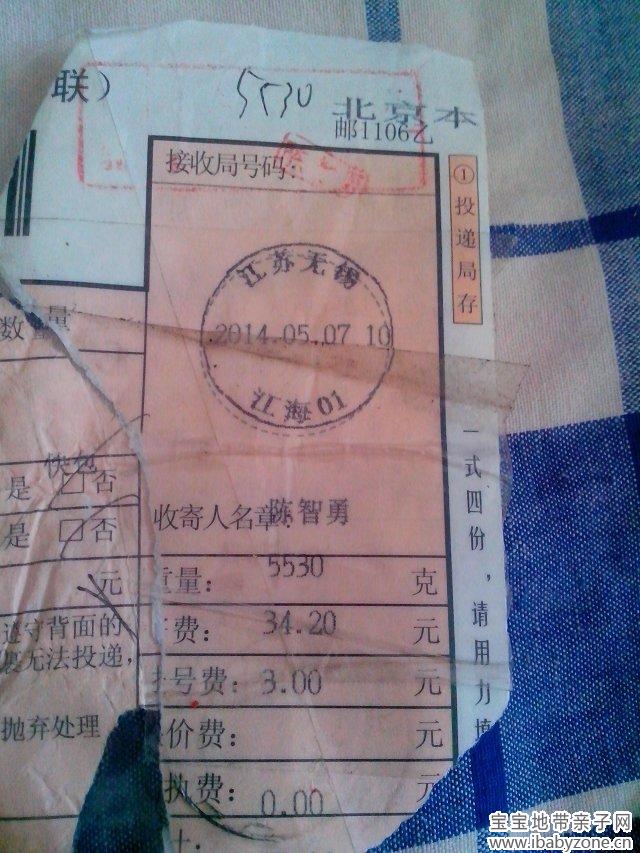 联）
5530
北京本
邮1106乙
接收局号码：
①投递局存
江苏无锡
2014.05.07 10
江海01
数量
快包
是 □否
是 □否
元
遵守背面的
裹无法投递，
抛弃处理
收寄人名章：陈智勇
重量： 5530 克
费： 34.20 元
号费： 3.00 元
价费： 元
执费： 0.00 元
一式四份，请用力填
宝宝地带亲子网
www.ibabyzone.cn